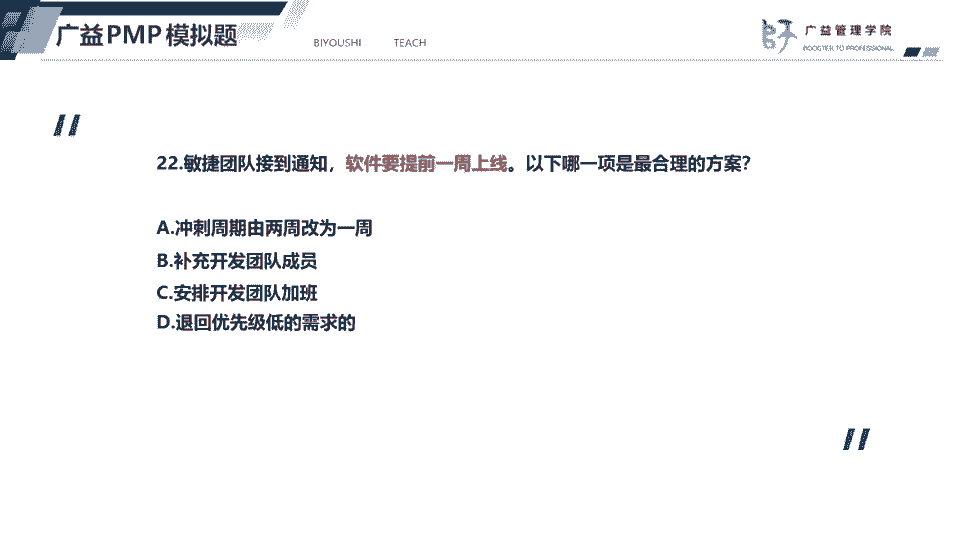 广益PMP模拟题
BIYOUSHI TEACH
广益管理学院
BOOSTER TO PROFESSIONAL
22.敏捷团队接到通知，软件要提前一周上线。以下哪一项是最合理的方案？
A.冲刺周期由两周改为一周
B.补充开发团队成员
C.安排开发团队加班
D.退回优先级低的需求的